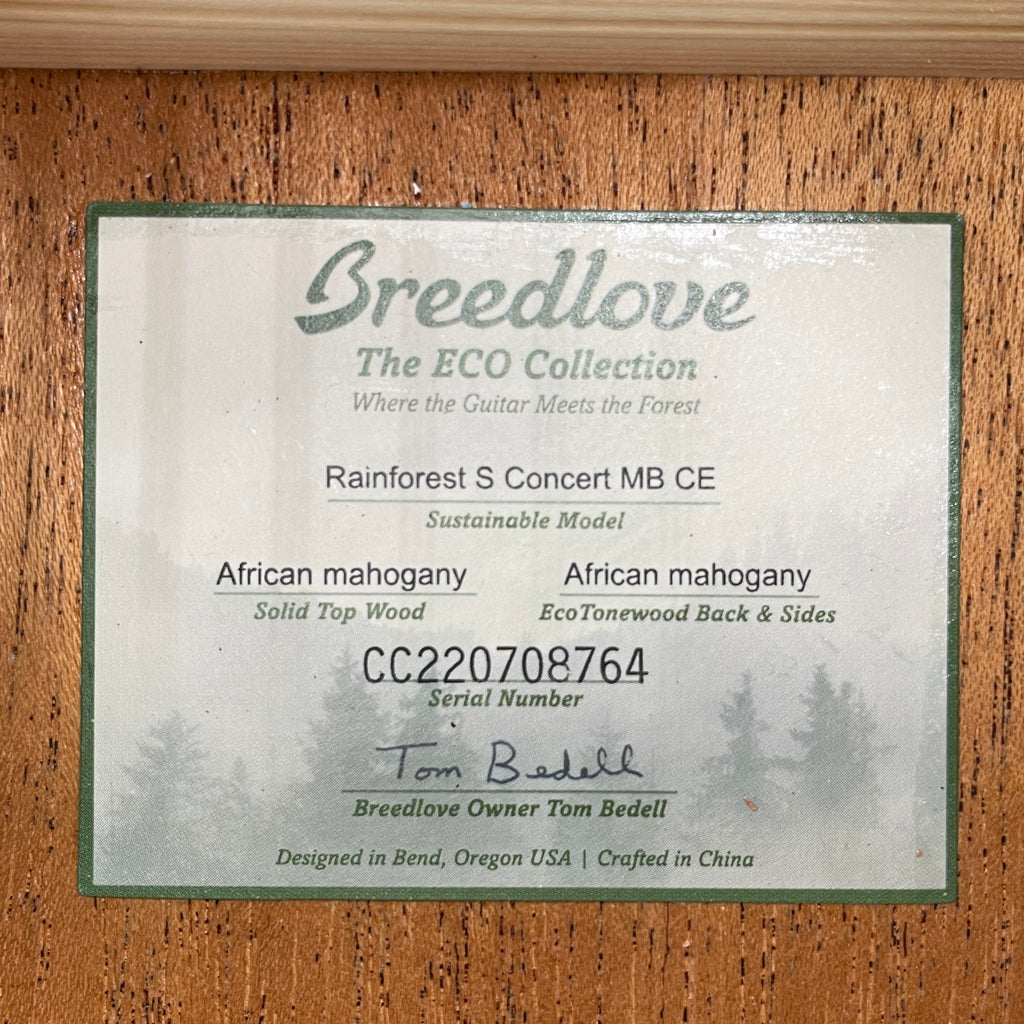 Breedlove
The ECO Collection
Where the Guitar Meets the Forest
Rainforest S Concert MB CE
Sustainable Model
African mahogany African mahogany
Solid Top Wood EcoTonewood Back & Sides
CC220708764
Serial Number
Tom Bedell
Breedlove Owner Tom Bedell
Designed in Bend, Oregon USA | Crafted in China